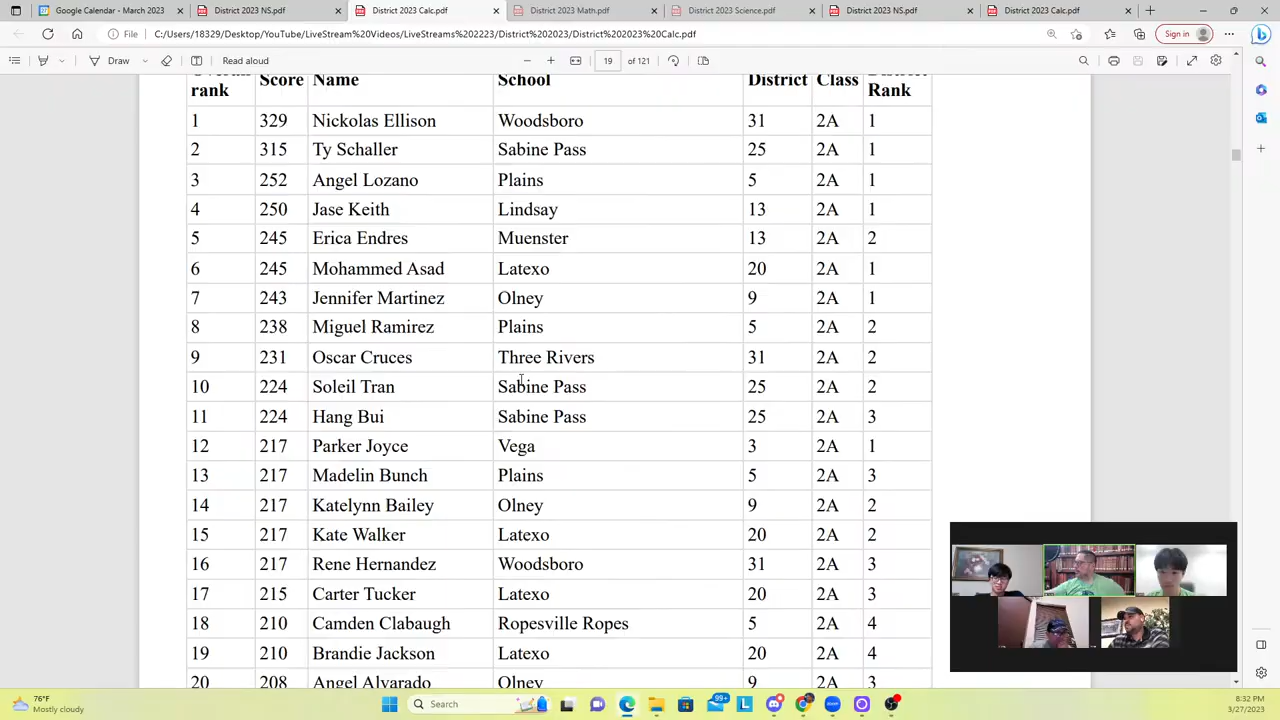 Google Calendar - March 2023
District 2023 NS.pdf
District 2023 Calc.pdf
District 2023 Math.pdf
District 2023 Science.pdf
District 2023 NS.pdf
District 2023 Calc.pdf
File C:/Users/18329/Desktop/YouTube/LiveStream%20Videos/LiveStreams%202223/District%202023/District%202023%20Calc.pdf
Sign in
Draw Read aloud 19 of 121
Overall rank Score Name School District Class District Rank
1 329 Nickolas Ellison Woodsboro 31 2A 1
2 315 Ty Schaller Sabine Pass 25 2A 1
3 252 Angel Lozano Plains 5 2A 1
4 250 Jase Keith Lindsay 13 2A 1
5 245 Erica Endres Muenster 13 2A 2
6 245 Mohammed Asad Latexo 20 2A 1
7 243 Jennifer Martinez Olney 9 2A 1
8 238 Miguel Ramirez Plains 5 2A 2
9 231 Oscar Cruces Three Rivers 31 2A 2
10 224 Soleil Tran Sabine Pass 25 2A 2
11 224 Hang Bui Sabine Pass 25 2A 3
12 217 Parker Joyce Vega 3 2A 1
13 217 Madelin Bunch Plains 5 2A 3
14 217 Katelynn Bailey Olney 9 2A 2
15 217 Kate Walker Latexo 20 2A 2
16 217 Rene Hernandez Woodsboro 31 2A 3
17 215 Carter Tucker Latexo 20 2A 3
18 210 Camden Clabaugh Ropesville Ropes 5 2A 4
19 210 Brandie Jackson Latexo 20 2A 4
20 208 Angel Alvarado Olney 9 2A 3
76°F
Mostly cloudy
Search
99+
8:32 PM
3/27/2023